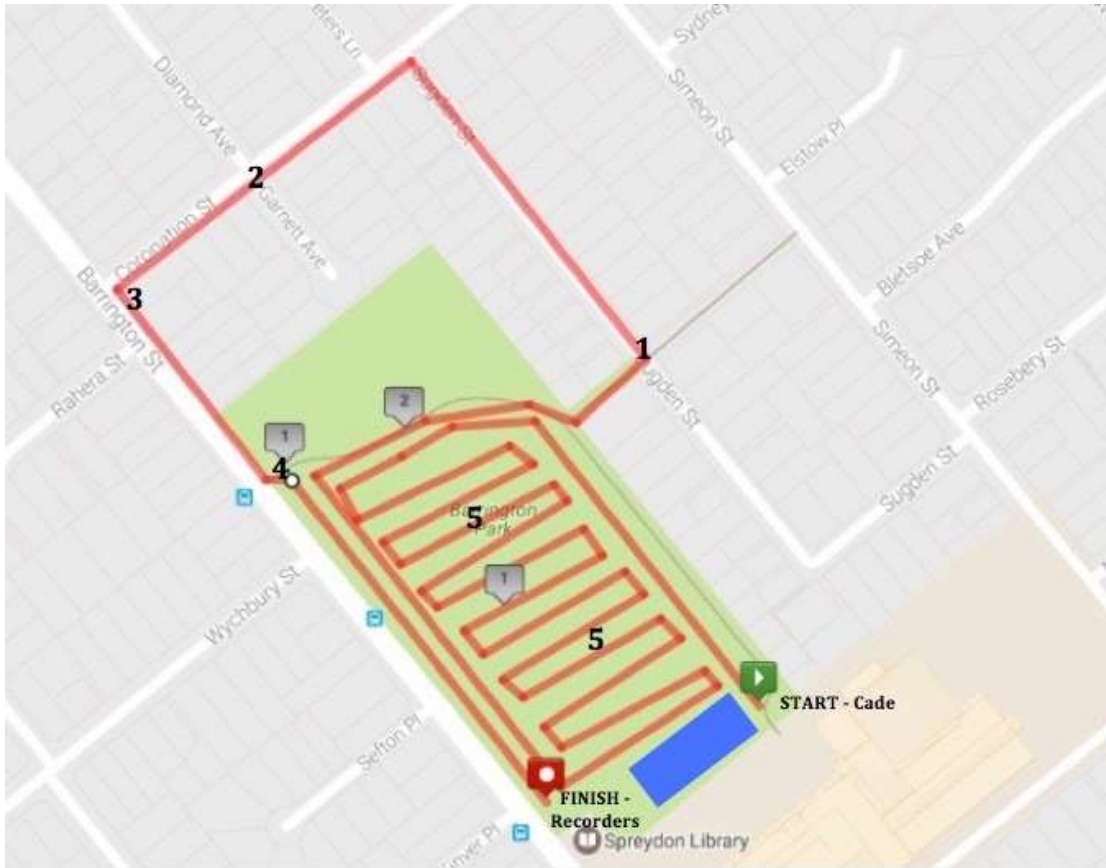 Sydney
Diamond Ave
Sugden St
Simeon St
Elstow Pl
2
Garnett Ave
Coronation St
Bletsoe Ave
3
Barrington St
1
Simeon St
Rosebery St
Rahera St
Sugden St
2
1
4
5
Barrington
Park
1
Wychbury St
5
START - Cade
Sefton Pl
FINISH -
Recorders
Spreydon Library